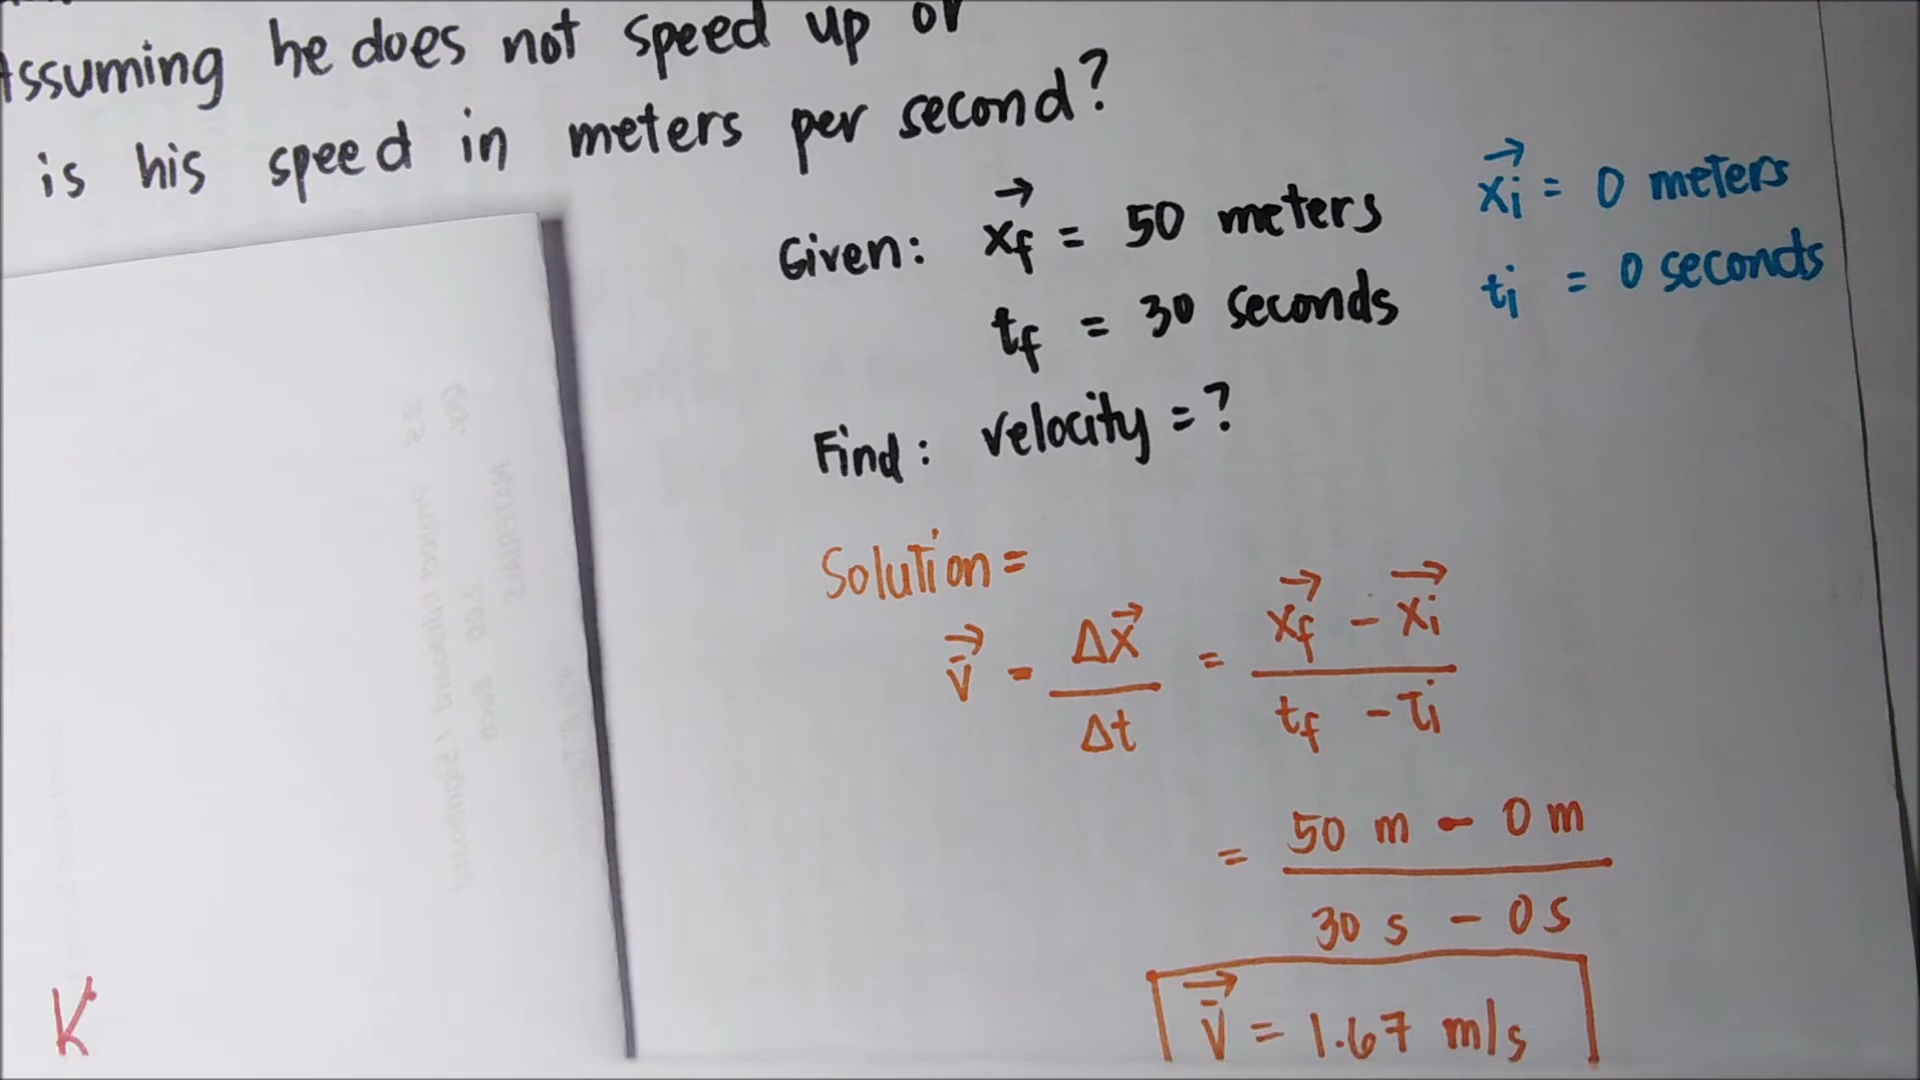 Assuming he does not speed up or
is his speed in meters per second?
Given: x⃗f = 50 meters
x⃗i = 0 meters
tf = 30 seconds
ti = 0 seconds
Find: velocity = ?
Solution =
v̄⃗ = Δx⃗/Δt = (x⃗f - x⃗i)/(tf - ti)
= (50 m - 0 m)/(30 s - 0 s)
v̄⃗ = 1.67 m/s
K